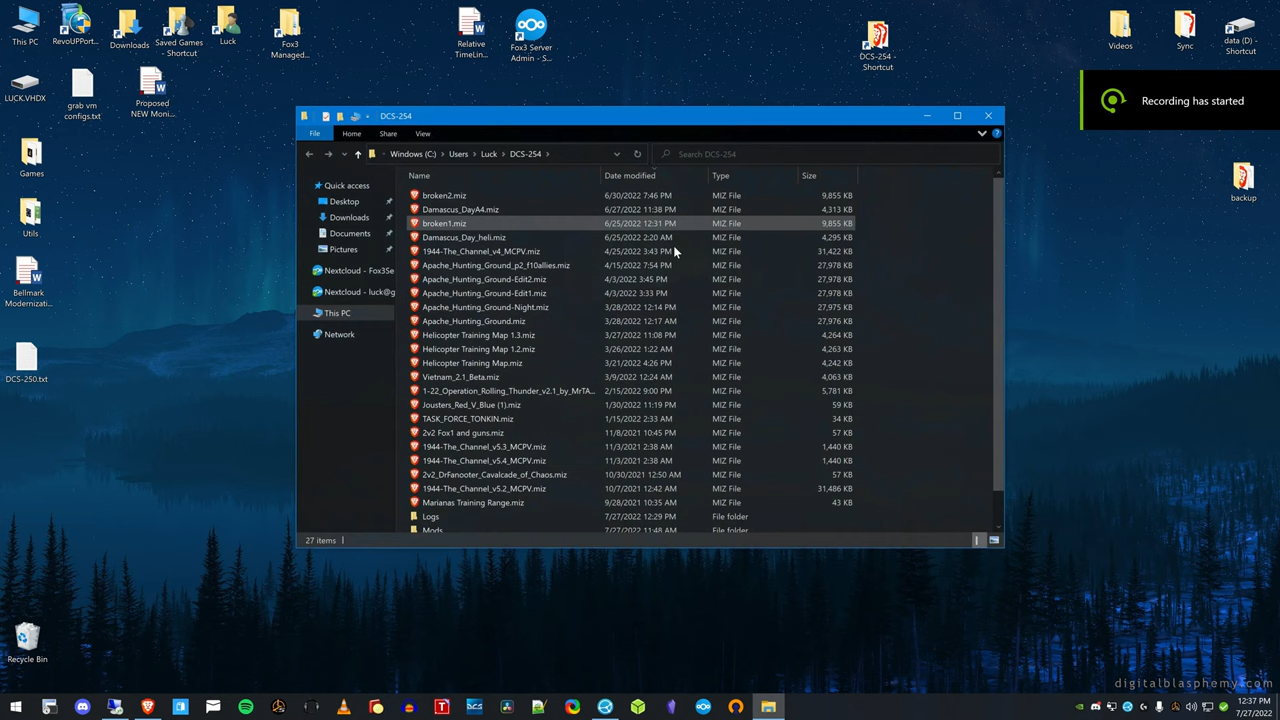 This PC
RevoUPPort...
Downloads
Saved Games - Shortcut
Luck
Fox3 Managed...
Relative TimeLin...
Fox3 Server Admin - S...
DCS-254 - Shortcut
Videos
Sync
data (D) - Shortcut
LUCK.VHDX
grab vm configs.txt
Proposed NEW Moni...
Recording has started
Games
Utils
Bellmark Modernizati...
DCS-250.txt
Recycle Bin
backup
DCS-254
File Home Share View
Windows (C:) Users Luck DCS-254
Search DCS-254
Quick access
Desktop
Downloads
Documents
Pictures
Nextcloud - Fox3Se
Nextcloud - luck@g
This PC
Network
Name Date modified Type Size
broken2.miz 6/30/2022 7:46 PM MIZ File 9,855 KB
Damascus_DayA4.miz 6/27/2022 11:38 PM MIZ File 4,313 KB
broken1.miz 6/25/2022 12:31 PM MIZ File 9,855 KB
Damascus_Day_heli.miz 6/25/2022 2:20 AM MIZ File 4,295 KB
1944-The_Channel_v4_MCPV.miz 4/25/2022 3:43 PM MIZ File 31,422 KB
Apache_Hunting_Ground_p2_f10allies.miz 4/15/2022 7:54 PM MIZ File 27,978 KB
Apache_Hunting_Ground-Edit2.miz 4/3/2022 3:45 PM MIZ File 27,978 KB
Apache_Hunting_Ground-Edit1.miz 4/3/2022 3:33 PM MIZ File 27,978 KB
Apache_Hunting_Ground-Night.miz 3/28/2022 12:14 PM MIZ File 27,975 KB
Apache_Hunting_Ground.miz 3/28/2022 12:17 AM MIZ File 27,976 KB
Helicopter Training Map 1.3.miz 3/27/2022 11:08 PM MIZ File 4,264 KB
Helicopter Training Map 1.2.miz 3/26/2022 1:22 AM MIZ File 4,263 KB
Helicopter Training Map.miz 3/21/2022 4:26 PM MIZ File 4,242 KB
Vietnam_2.1_Beta.miz 3/9/2022 12:24 AM MIZ File 4,063 KB
1-22_Operation_Rolling_Thunder_v2.1_by_MrTA... 2/15/2022 9:00 PM MIZ File 5,781 KB
Jousters_Red_V_Blue (1).miz 1/30/2022 11:19 PM MIZ File 59 KB
TASK_FORCE_TONKIN.miz 1/15/2022 2:33 AM MIZ File 34 KB
2v2 Fox1 and guns.miz 11/8/2021 10:45 PM MIZ File 57 KB
1944-The_Channel_v5.3_MCPV.miz 11/3/2021 2:38 AM MIZ File 1,440 KB
1944-The_Channel_v5.4_MCPV.miz 11/3/2021 2:38 AM MIZ File 1,440 KB
2v2_DrFanooter_Cavalcade_of_Chaos.miz 10/30/2021 12:50 AM MIZ File 57 KB
1944-The_Channel_v5.2_MCPV.miz 10/7/2021 12:42 AM MIZ File 31,486 KB
Marianas Training Range.miz 9/28/2021 10:35 AM MIZ File 43 KB
Logs 7/27/2022 12:29 PM File folder
Mods 7/27/2022 11:48 AM File folder
27 items
digitalblasphemy.com
12:37 PM
7/27/2022